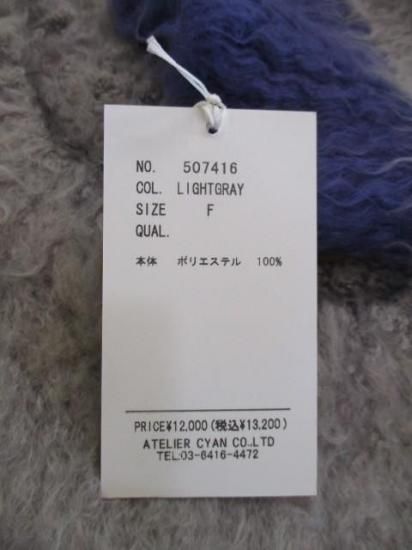 NO. 507416
COL. LIGHTGRAY
SIZE F
QUAL.
本体 ポリエステル 100%
PRICE¥12,000(税込¥13,200)
ATELIER CYAN CO.,LTD
TEL:03-6416-4472